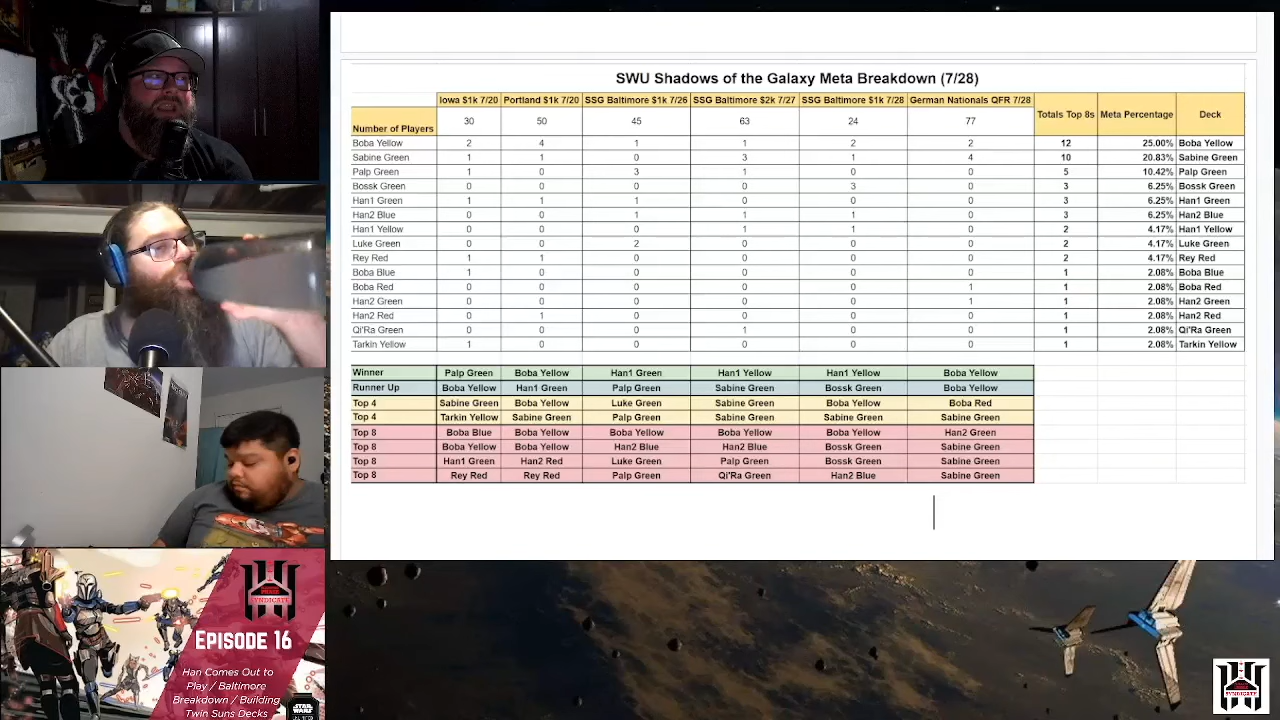 SWU Shadows of the Galaxy Meta Breakdown (7/28)
Iowa $1k 7/20 Portland $1k 7/20 SSG Baltimore $1k 7/26 SSG Baltimore $2k 7/27 SSG Baltimore $1k 7/28 German Nationals QFR 7/28 Totals Top 8s Meta Percentage Deck
Number of Players 30 50 45 63 24 77
Boba Yellow 2 4 1 1 2 2 12 25.00% Boba Yellow
Sabine Green 1 1 0 3 1 4 10 20.83% Sabine Green
Palp Green 1 0 3 1 0 0 5 10.42% Palp Green
Bossk Green 0 0 0 0 3 0 3 6.25% Bossk Green
Han1 Green 1 1 1 0 0 0 3 6.25% Han1 Green
Han2 Blue 0 0 1 1 1 0 3 6.25% Han2 Blue
Han1 Yellow 0 0 0 1 1 0 2 4.17% Han1 Yellow
Luke Green 0 0 2 0 0 0 2 4.17% Luke Green
Rey Red 1 1 0 0 0 0 2 4.17% Rey Red
Boba Blue 1 0 0 0 0 0 1 2.08% Boba Blue
Boba Red 0 0 0 0 0 1 1 2.08% Boba Red
Han2 Green 0 0 0 0 0 1 1 2.08% Han2 Green
Han2 Red 0 1 0 0 0 0 1 2.08% Han2 Red
Qi'Ra Green 0 0 0 1 0 0 1 2.08% Qi'Ra Green
Tarkin Yellow 1 0 0 0 0 0 1 2.08% Tarkin Yellow
Winner Palp Green Boba Yellow Han1 Green Han1 Yellow Han1 Yellow Boba Yellow
Runner Up Boba Yellow Han1 Green Palp Green Sabine Green Bossk Green Boba Yellow
Top 4 Sabine Green Boba Yellow Luke Green Sabine Green Boba Yellow Boba Red
Top 4 Tarkin Yellow Sabine Green Palp Green Sabine Green Sabine Green Sabine Green
Top 8 Boba Blue Boba Yellow Boba Yellow Boba Yellow Boba Yellow Han2 Green
Top 8 Boba Yellow Boba Yellow Han2 Blue Han2 Blue Bossk Green Sabine Green
Top 8 Han1 Green Han2 Red Luke Green Palp Green Bossk Green Sabine Green
Top 8 Rey Red Rey Red Palp Green Qi'Ra Green Han2 Blue Sabine Green
SYNDICATE
EPISODE 16
Han Comes Out to
Play / Baltimore
Breakdown / Building
Twin Suns Decks
STAR
WARS
SYNDICATE